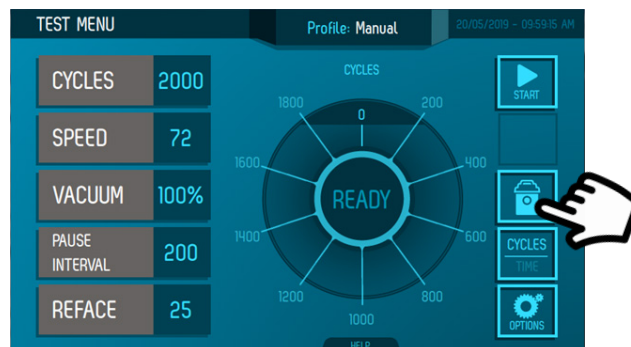 TEST MENU
Profile: Manual
20/05/2019 - 09:59:15 AM
CYCLES 2000
SPEED 72
VACUUM 100%
PAUSE
INTERVAL 200
REFACE 25
CYCLES
0
200
400
600
800
1000
1200
1400
1600
1800
READY
START
CYCLES
TIME
OPTIONS
HELP